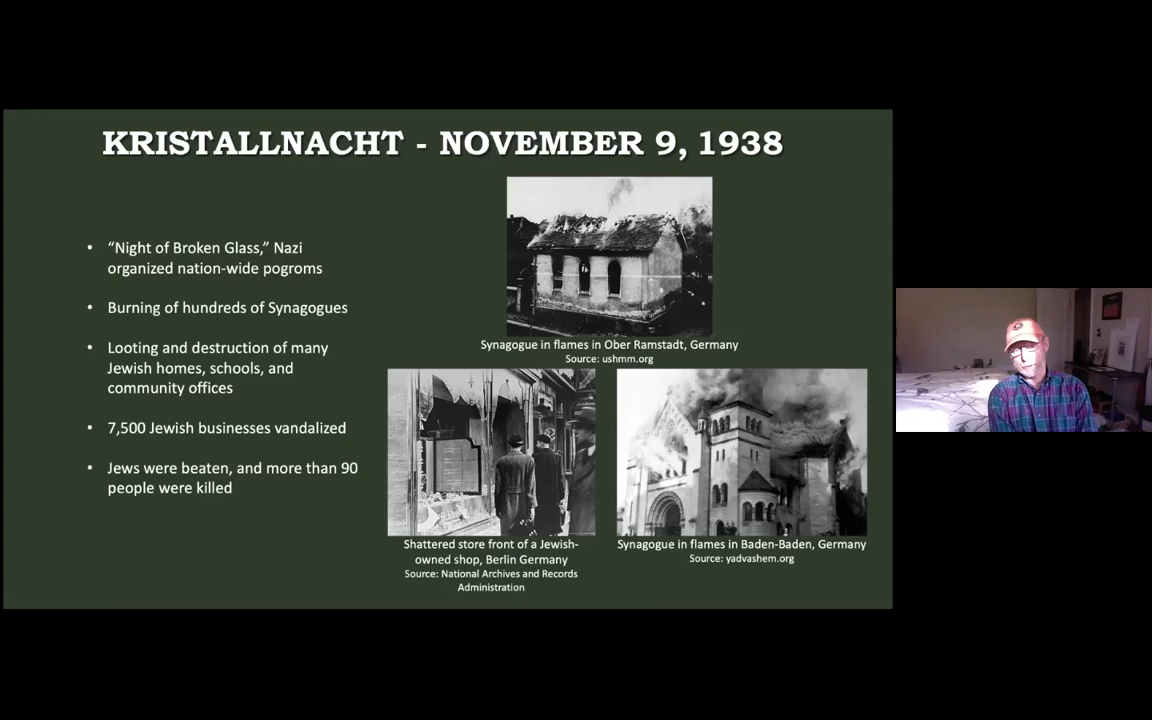 KRISTALLNACHT - NOVEMBER 9, 1938
• “Night of Broken Glass,” Nazi
organized nation-wide pogroms
• Burning of hundreds of Synagogues
• Looting and destruction of many
Jewish homes, schools, and
community offices
• 7,500 Jewish businesses vandalized
• Jews were beaten, and more than 90
people were killed
Synagogue in flames in Ober Ramstadt, Germany
Source: ushmm.org
Shattered store front of a Jewish-
owned shop, Berlin Germany
Source: National Archives and Records
Administration
Synagogue in flames in Baden-Baden, Germany
Source: yadvashem.org